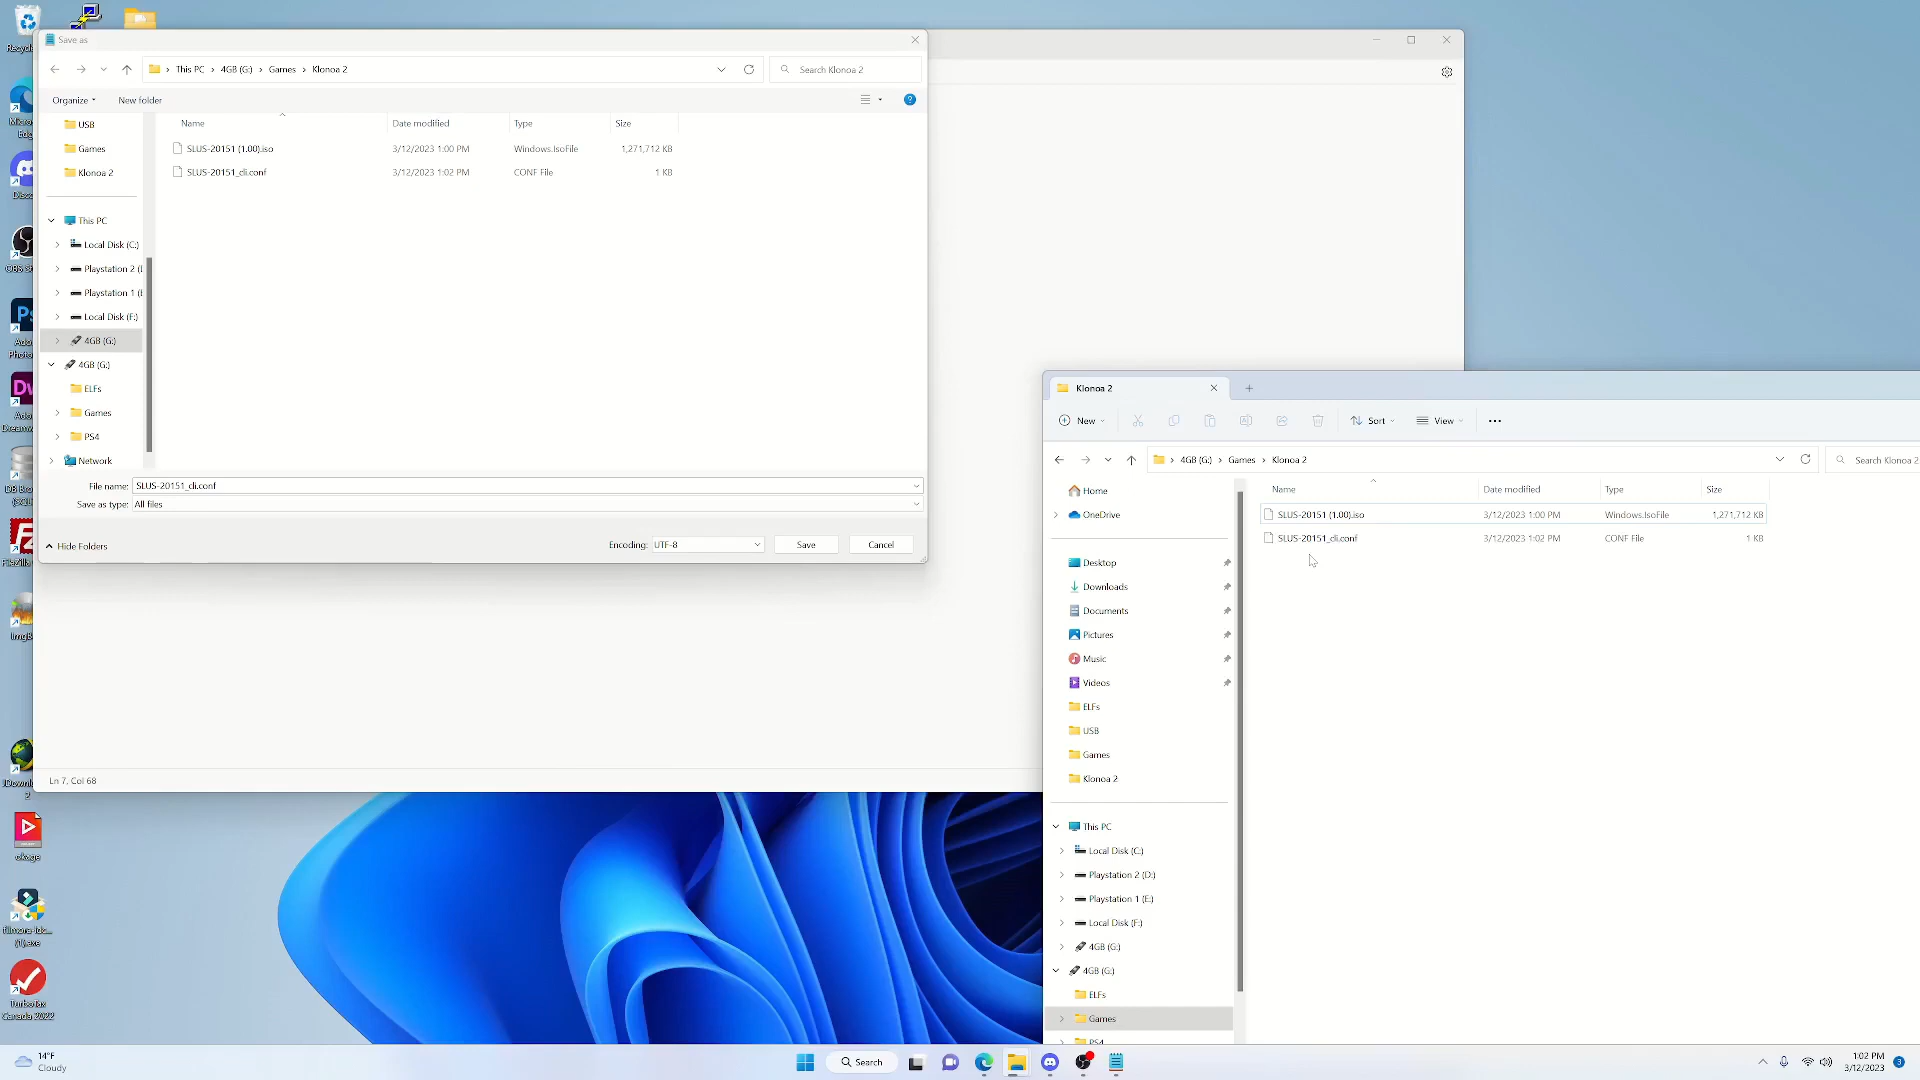 Save as
This PC > 4GB (G:) > Games > Klonoa 2
Search Klonoa 2
Organize
New folder
USB
Games
Klonoa 2
This PC
Local Disk (C:)
Playstation 2 (
Playstation 1 (
Local Disk (F:)
4GB (G:)
4GB (G:)
ELFs
Games
PS4
Network
Name Date modified Type Size
SLUS-20151 (1.00).iso 3/12/2023 1:00 PM Windows.IsoFile 1,271,712 KB
SLUS-20151_cli.conf 3/12/2023 1:02 PM CONF File 1 KB
File name: SLUS-20151_cli.conf
Save as type: All files
Hide Folders
Encoding: UTF-8 Save Cancel
Ln 7, Col 68
Klonoa 2
New Sort View
4GB (G:) > Games > Klonoa 2
Search Klonoa 2
Home
OneDrive
Desktop
Downloads
Documents
Pictures
Music
Videos
ELFs
USB
Games
Klonoa 2
This PC
Local Disk (C:)
Playstation 2 (D:)
Playstation 1 (E:)
Local Disk (F:)
4GB (G:)
4GB (G:)
ELFs
Games
PS4
Name Date modified Type Size
SLUS-20151 (1.00).iso 3/12/2023 1:00 PM Windows.IsoFile 1,271,712 KB
SLUS-20151_cli.conf 3/12/2023 1:02 PM CONF File 1 KB
okage
(1).exe
TurboTax
Canada 2022
14°F
Cloudy
Search
1:02 PM
3/12/2023
3